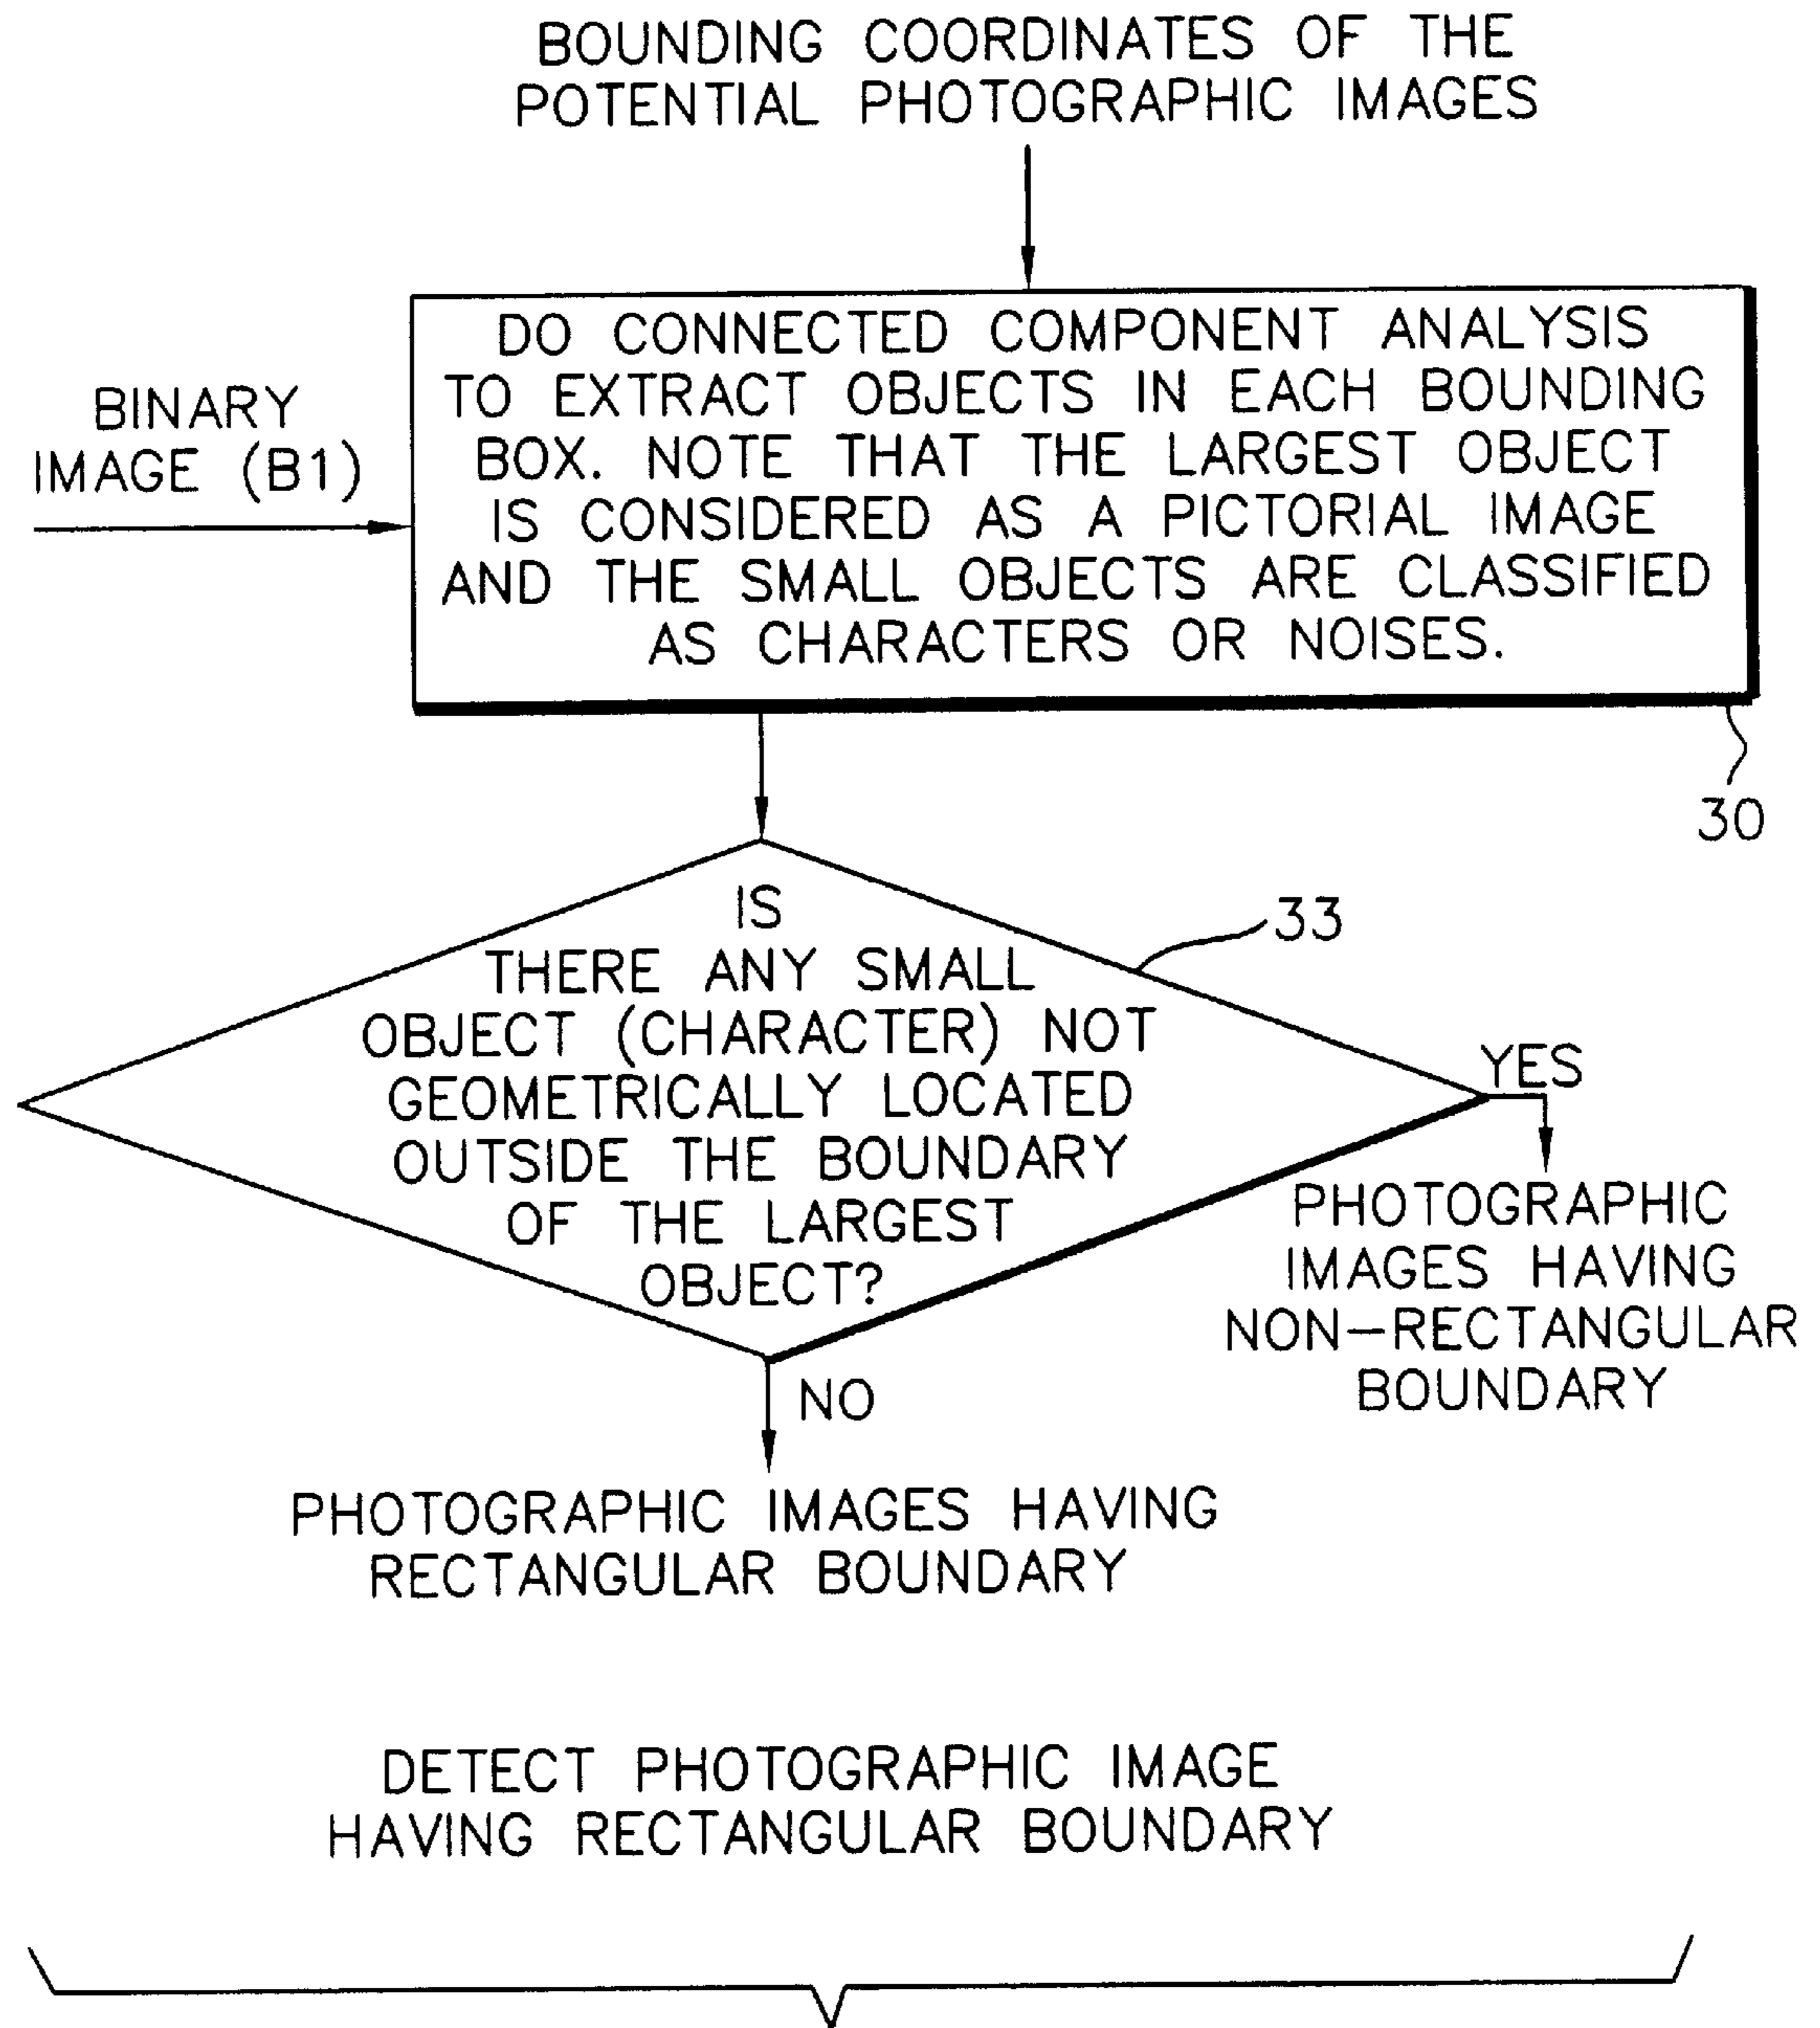 BOUNDING COORDINATES OF THE
POTENTIAL PHOTOGRAPHIC IMAGES
BINARY
IMAGE (B1)
DO CONNECTED COMPONENT ANALYSIS
TO EXTRACT OBJECTS IN EACH BOUNDING
BOX. NOTE THAT THE LARGEST OBJECT
IS CONSIDERED AS A PICTORIAL IMAGE
AND THE SMALL OBJECTS ARE CLASSIFIED
AS CHARACTERS OR NOISES.
30
IS
THERE ANY SMALL
OBJECT (CHARACTER) NOT
GEOMETRICALLY LOCATED
OUTSIDE THE BOUNDARY
OF THE LARGEST
OBJECT?
33
YES
PHOTOGRAPHIC
IMAGES HAVING
NON-RECTANGULAR
BOUNDARY
NO
PHOTOGRAPHIC IMAGES HAVING
RECTANGULAR BOUNDARY
DETECT PHOTOGRAPHIC IMAGE
HAVING RECTANGULAR BOUNDARY